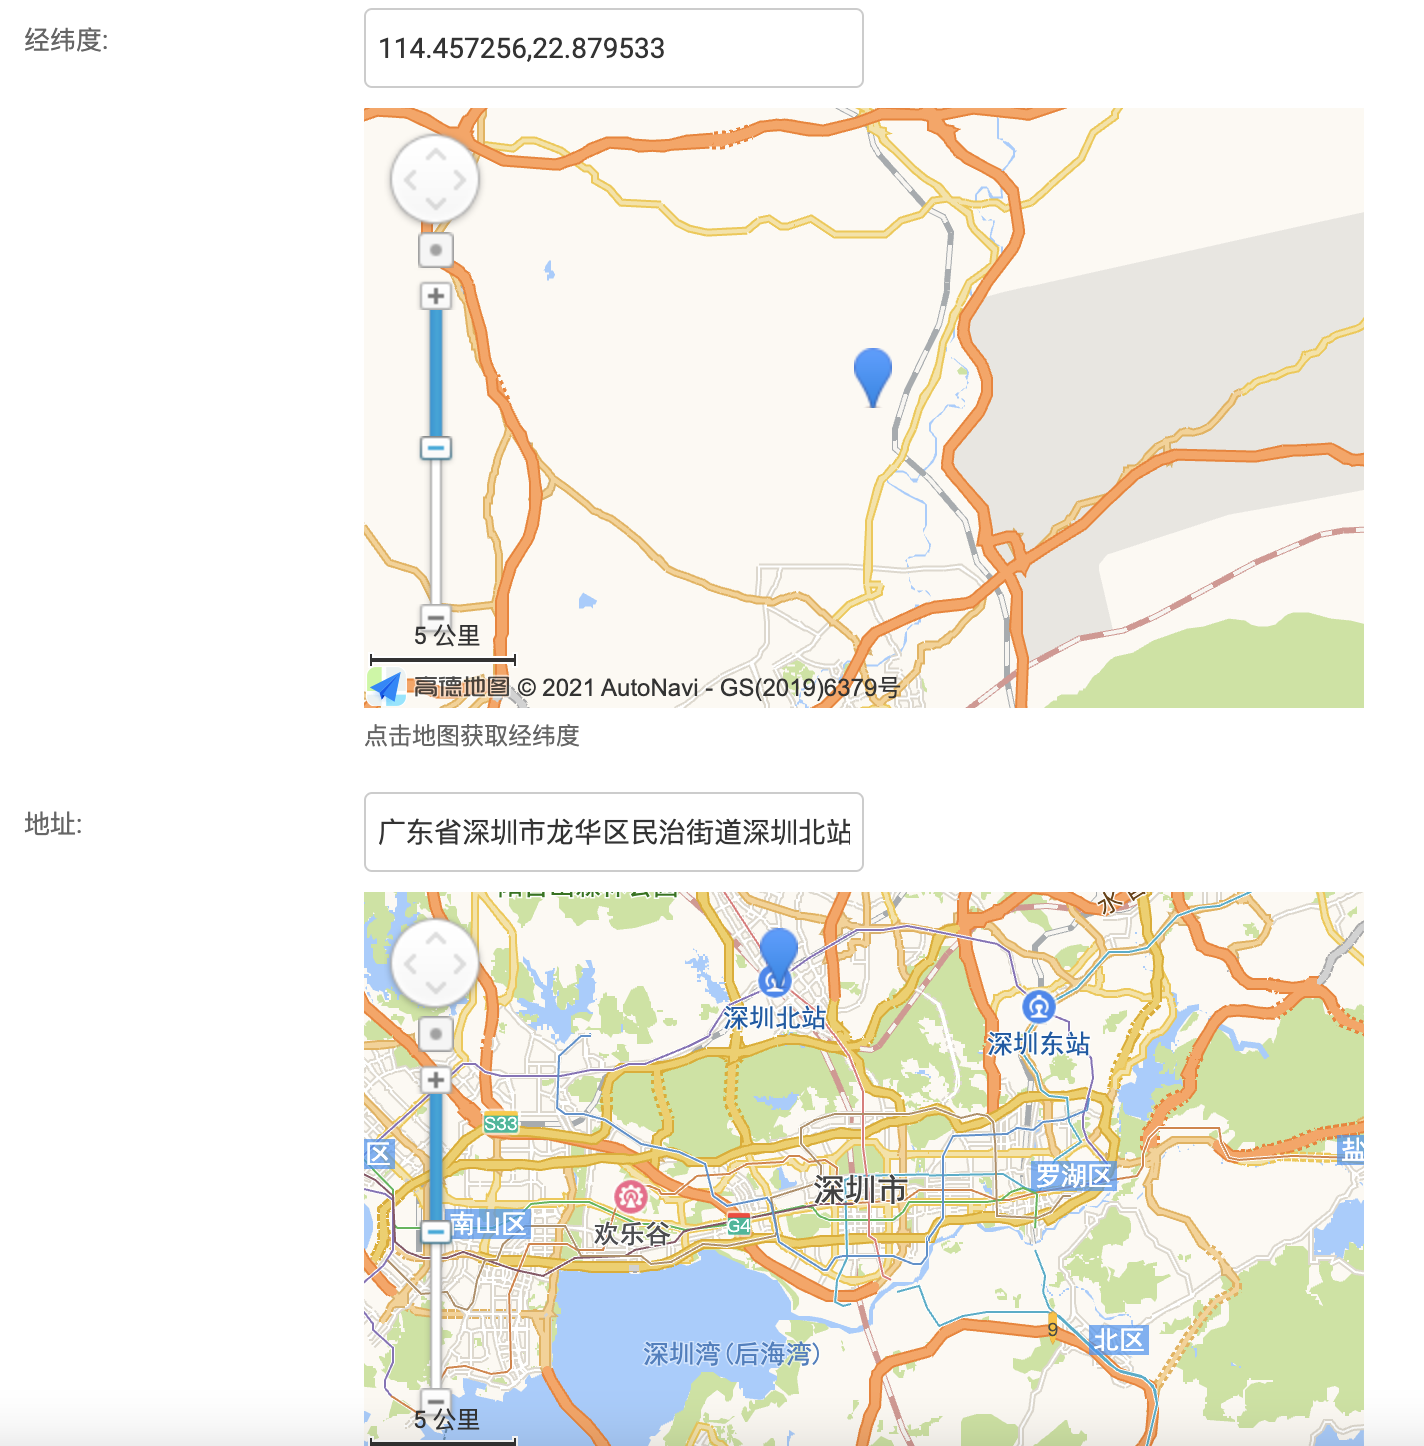 经纬度:
114.457256,22.879533
5 公里
高德地图 © 2021 AutoNavi - GS(2019)6379号
点击地图获取经纬度
地址:
广东省深圳市龙华区民治街道深圳北站
深圳北站
深圳东站
S33
区
盐
罗湖区
深圳市
南山区
欢乐谷
G4
9
北区
深圳湾(后海湾)
5 公里